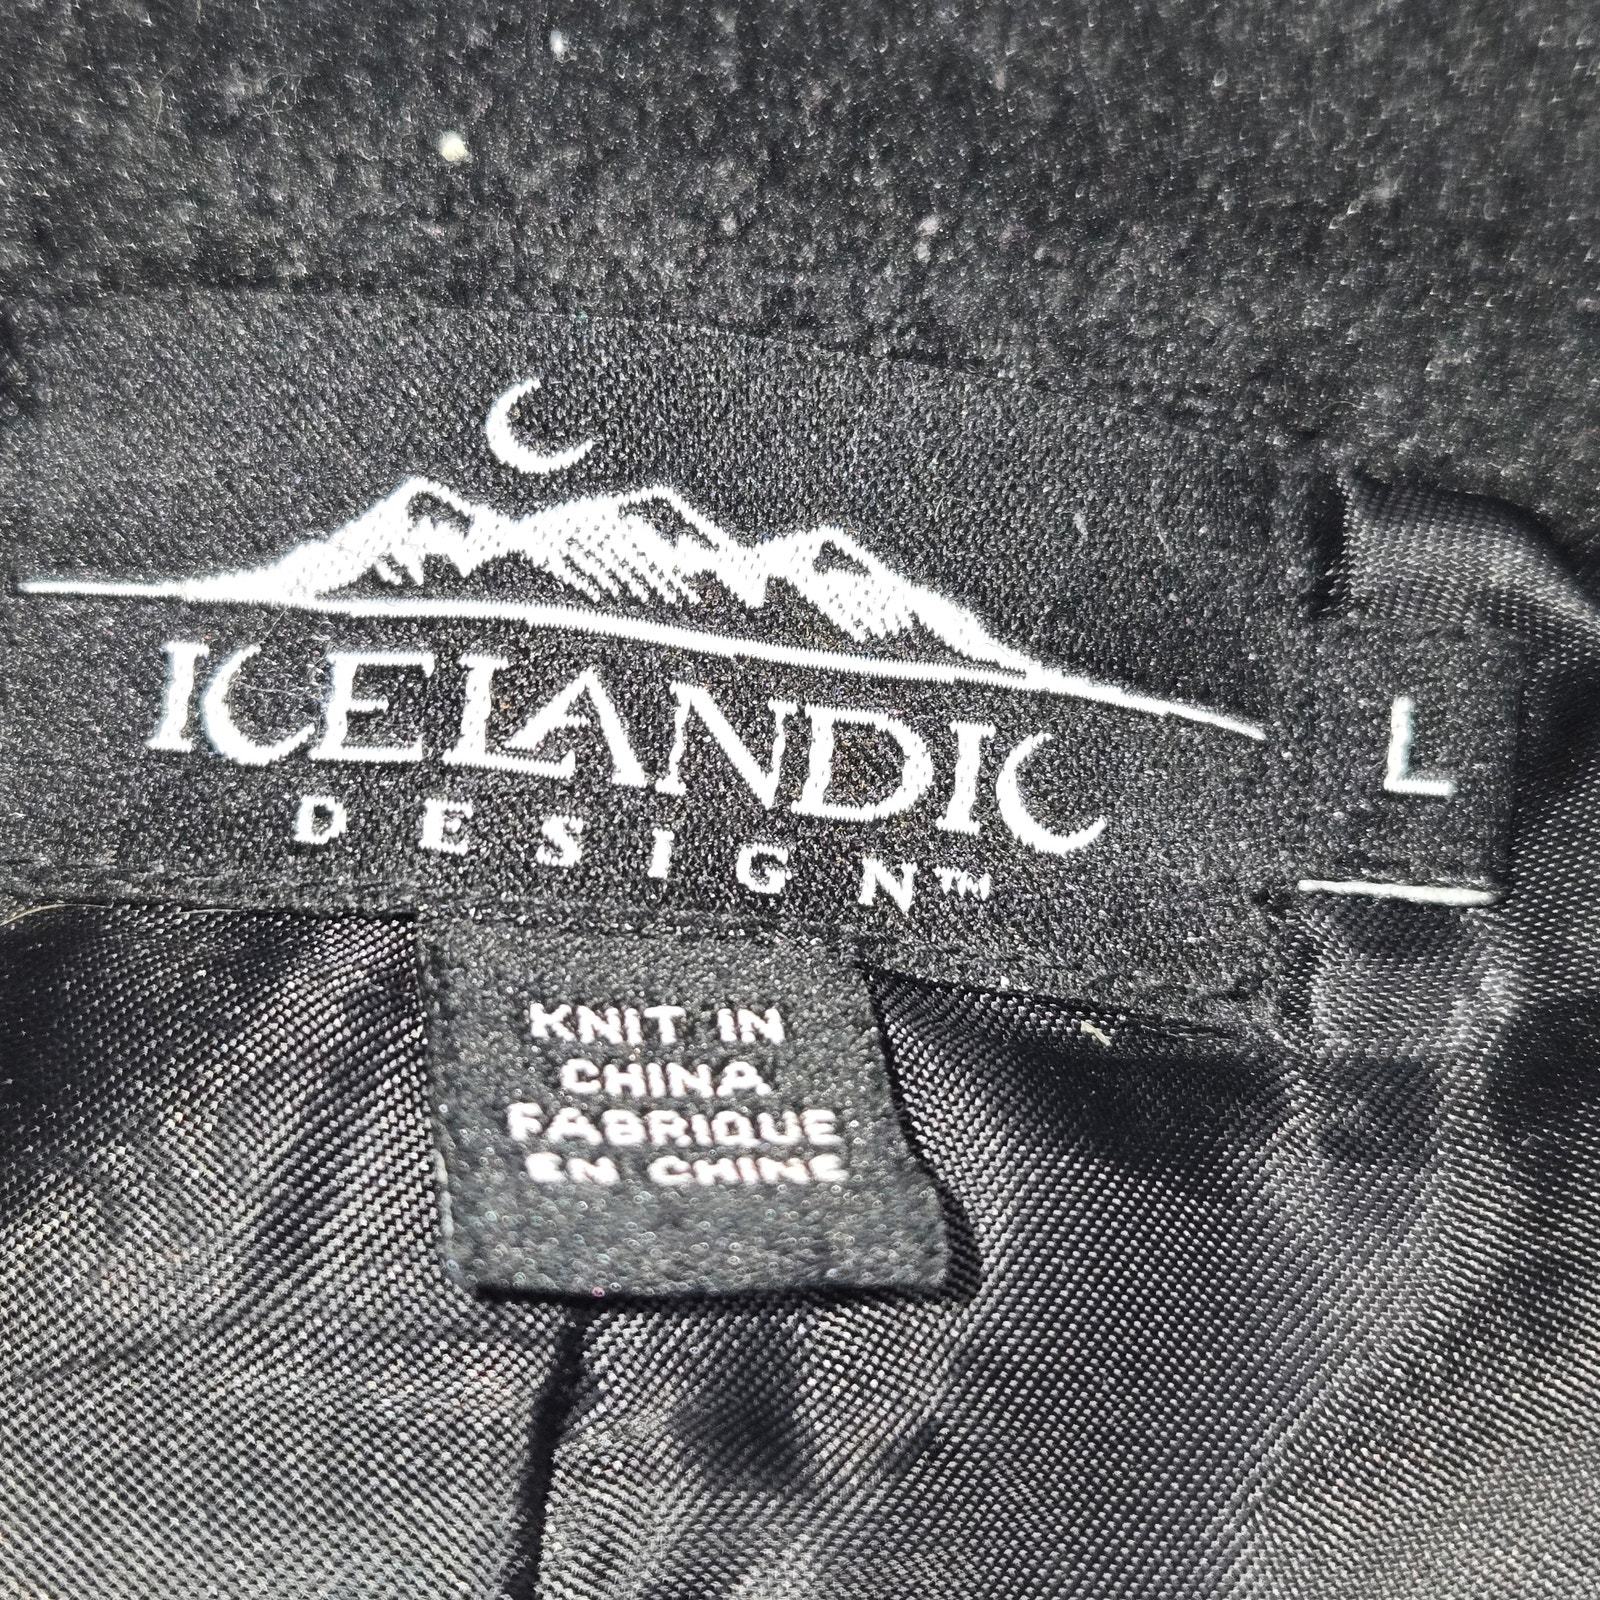 ICELANDIC
DESIGN™
L
KNIT IN
CHINA
FABRIQUE
EN CHINE